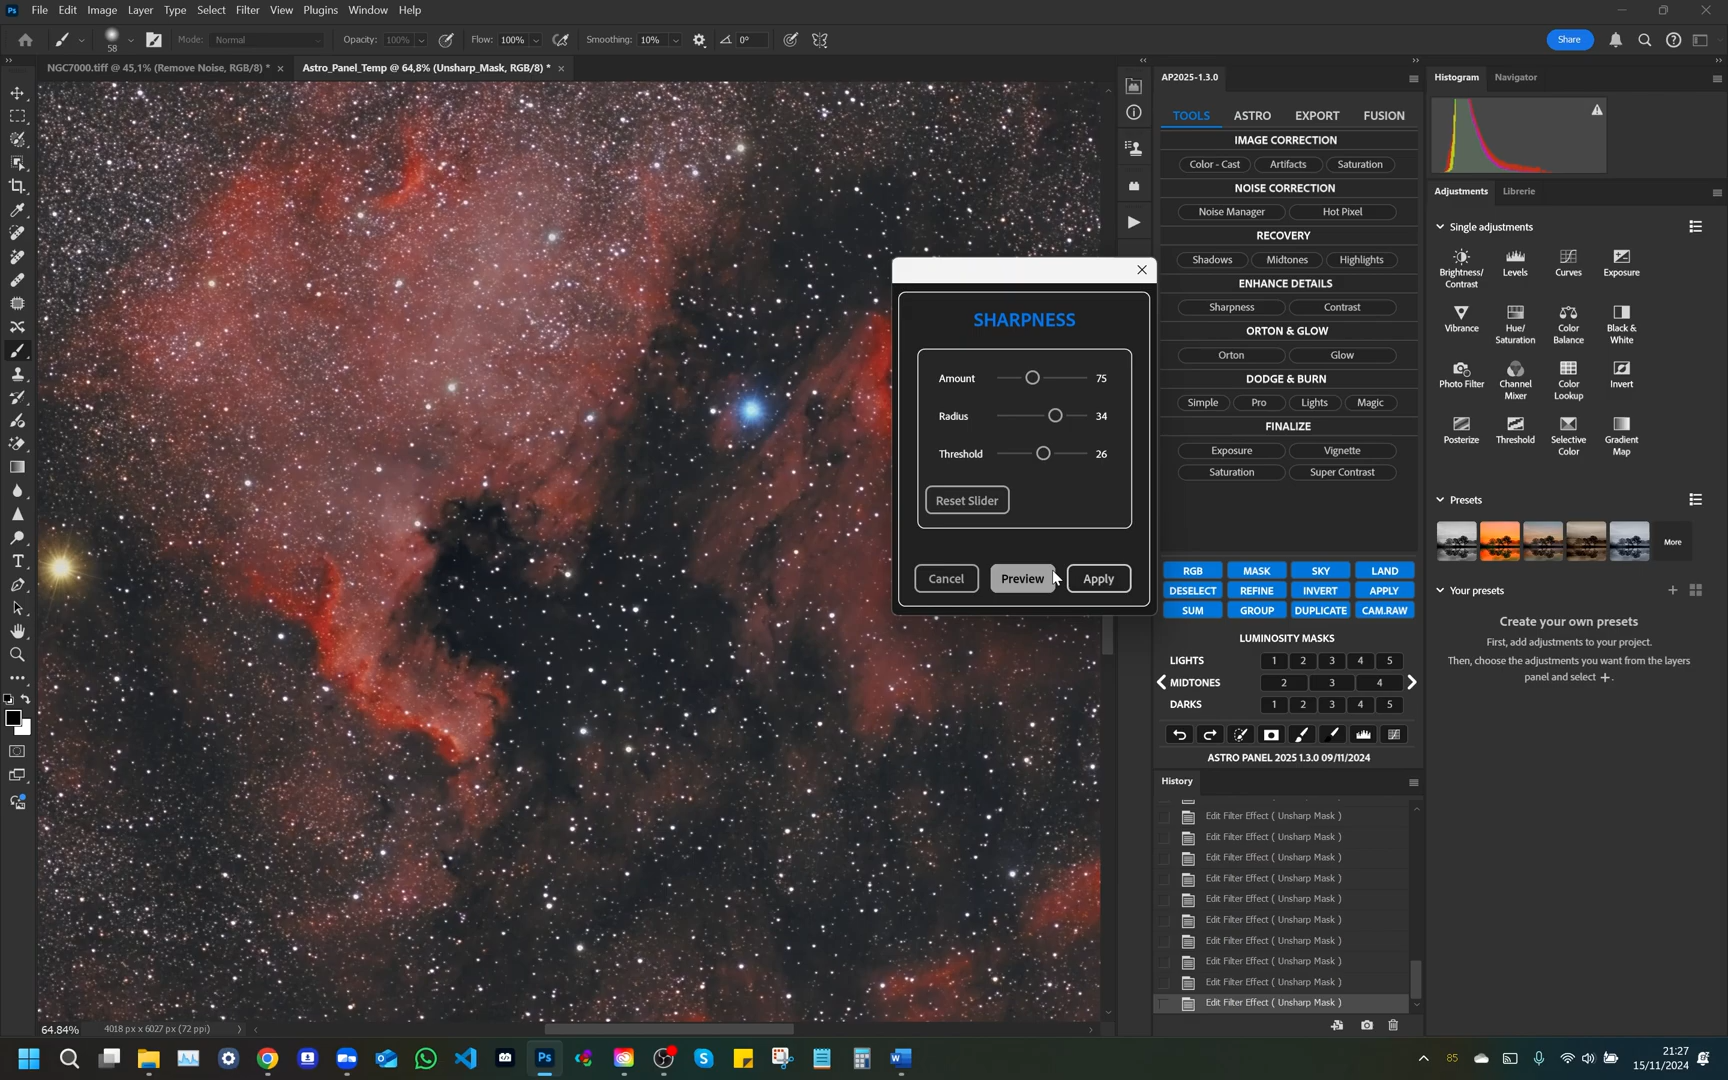 Ps File Edit Image Layer Type Select Filter View Plugins Window Help
58 Mode: Normal Opacity: 100% Flow: 100% Smoothing: 10% 0° Share
NGC7000.tiff @ 45,1% (Remove Noise, RGB/8) * × Astro_Panel_Temp @ 64,8% (Unsharp_Mask, RGB/8) * ×
AP2025-1.3.0
TOOLS ASTRO EXPORT FUSION
IMAGE CORRECTION
Color - Cast Artifacts Saturation
NOISE CORRECTION
Noise Manager Hot Pixel
RECOVERY
Shadows Midtones Highlights
ENHANCE DETAILS
Sharpness Contrast
ORTON & GLOW
Orton Glow
DODGE & BURN
Simple Pro Lights Magic
FINALIZE
Exposure Vignette
Saturation Super Contrast
RGB MASK SKY LAND
DESELECT REFINE INVERT APPLY
SUM GROUP DUPLICATE CAM.RAW
LUMINOSITY MASKS
LIGHTS 1 2 3 4 5
MIDTONES 2 3 4
DARKS 1 2 3 4 5
ASTRO PANEL 2025 1.3.0 09/11/2024
SHARPNESS
Amount 75
Radius 34
Threshold 26
Reset Slider
Cancel Preview Apply
History
Edit Filter Effect ( Unsharp Mask )
Edit Filter Effect ( Unsharp Mask )
Edit Filter Effect ( Unsharp Mask )
Edit Filter Effect ( Unsharp Mask )
Edit Filter Effect ( Unsharp Mask )
Edit Filter Effect ( Unsharp Mask )
Edit Filter Effect ( Unsharp Mask )
Edit Filter Effect ( Unsharp Mask )
Edit Filter Effect ( Unsharp Mask )
Edit Filter Effect ( Unsharp Mask )
Histogram Navigator
Adjustments Librerie
Single adjustments
Brightness/
Contrast
Levels
Curves
Exposure
Vibrance
Hue/
Saturation
Color
Balance
Black &
White
Photo Filter
Channel
Mixer
Color
Lookup
Invert
Posterize
Threshold
Selective
Color
Gradient
Map
Presets
More
Your presets
Create your own presets
First, add adjustments to your project.
Then, choose the adjustments you want from the layers
panel and select + .
64.84% 4018 px x 6027 px (72 ppi)
85
21:27
15/11/2024